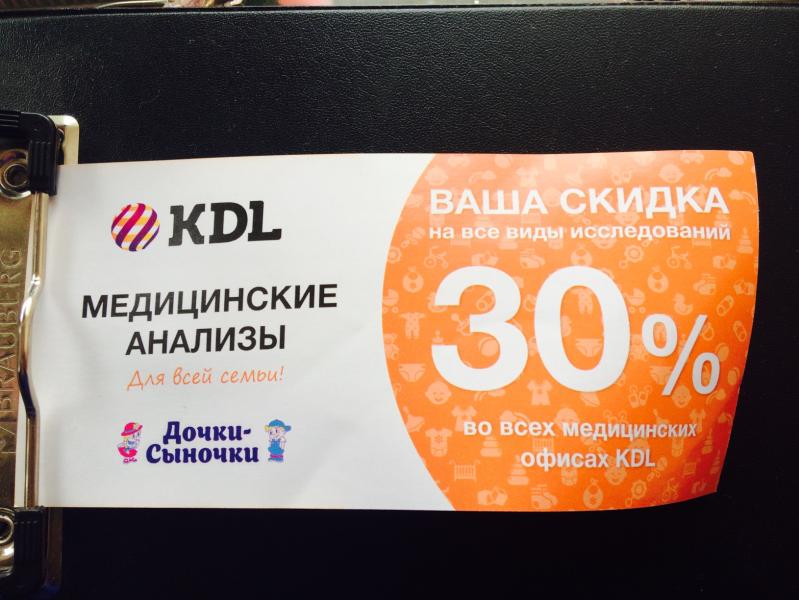 KDL
МЕДИЦИНСКИЕ
АНАЛИЗЫ
Для всей семьи!
Дочки-
Сыночки
ВАША СКИДКА
на все виды исследований
30%
во всех медицинских
офисах KDL
BRAUBERG